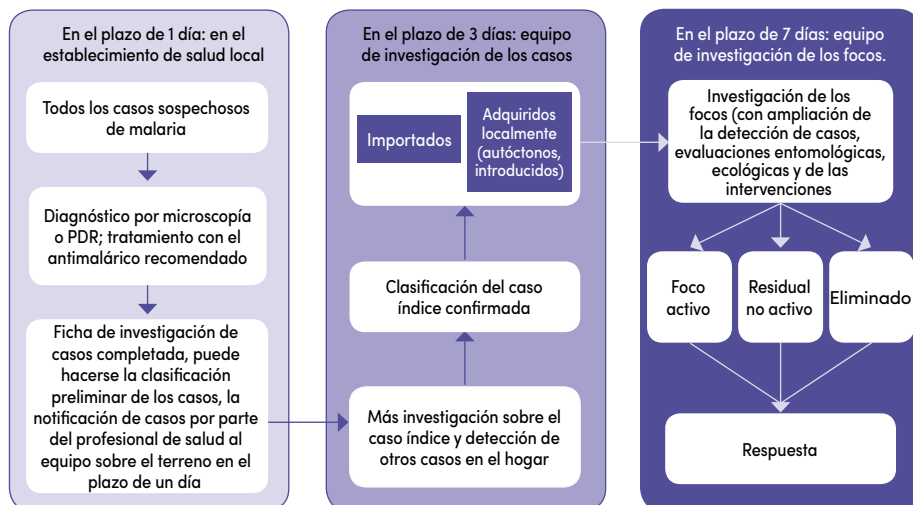 En el plazo de 1 día: en el
establecimiento de salud local
Todos los casos sospechosos
de malaria
Diagnóstico por microscopía
o PDR; tratamiento con el
antimalárico recomendado
Ficha de investigación de
casos completada, puede
hacerse la clasificación
preliminar de los casos, la
notificación de casos por parte
del profesional de salud al
equipo sobre el terreno en el
plazo de un día
En el plazo de 3 días: equipo
de investigación de los casos
Importados
Adquiridos
localmente
(autóctonos,
introducidos)
Clasificación del caso
índice confirmada
Más investigación sobre el
caso índice y detección de
otros casos en el hogar
En el plazo de 7 días: equipo
de investigación de los focos.
Investigación de los
focos (con ampliación de
la detección de casos,
evaluaciones entomológicas,
ecológicas y de las
intervenciones
Foco
activo
Residual
no activo
Eliminado
Respuesta